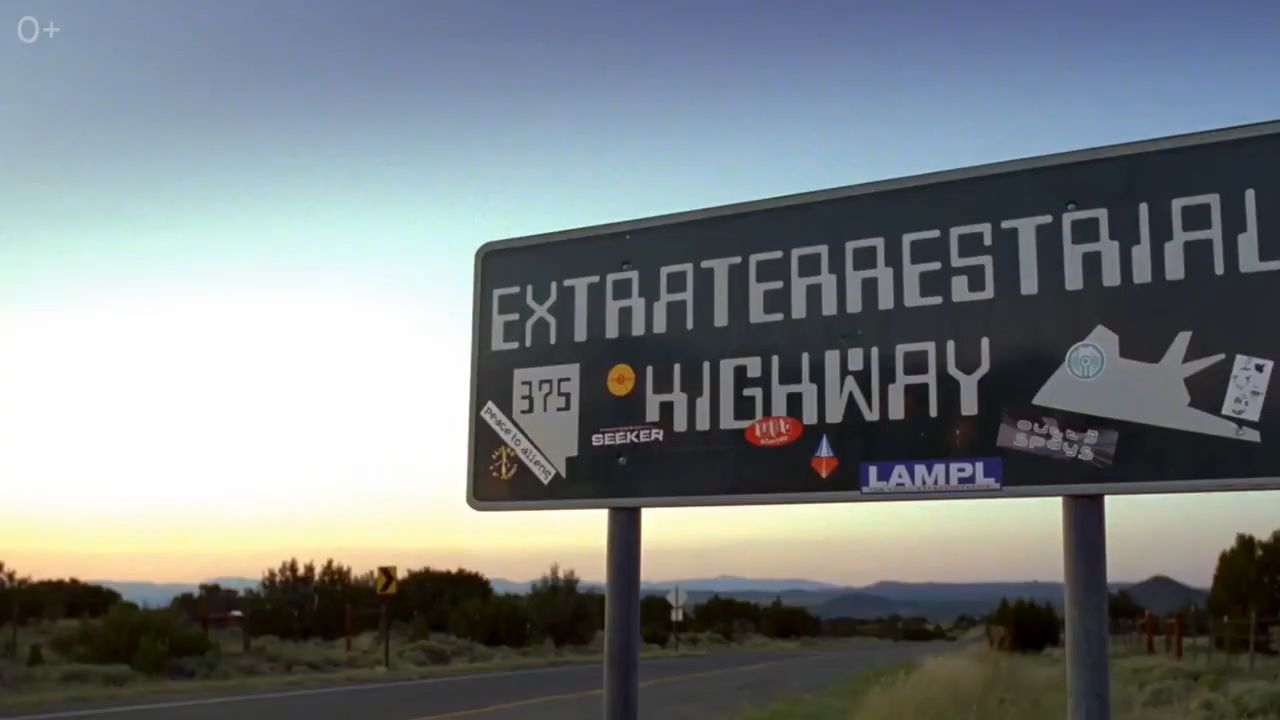 0+
EXTRATERRESTRIAL
HIGHWAY
375
peace to aliens
SEEKER
LAMPL